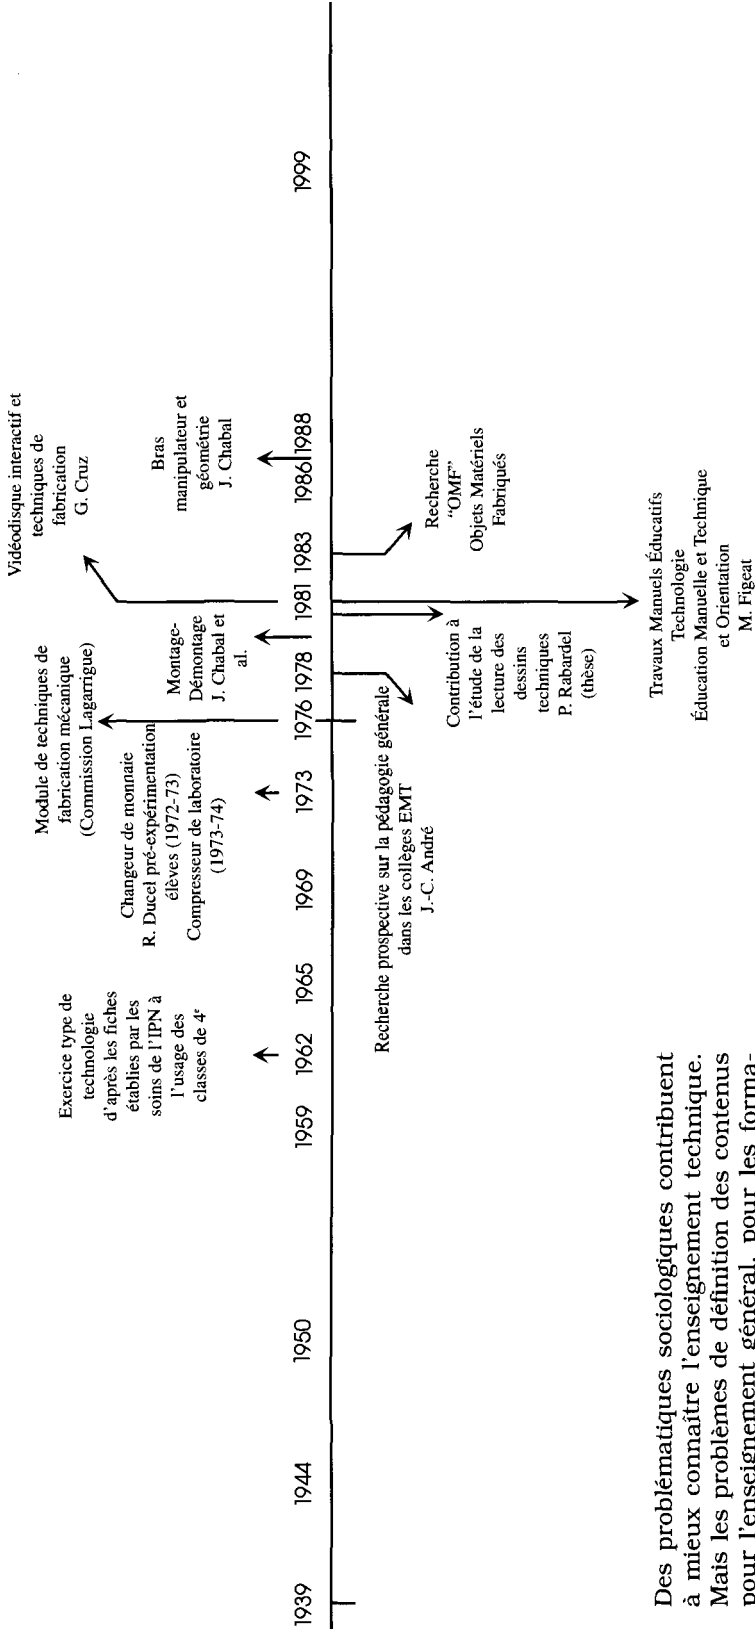 Exercice type de
technologie
d'après les fiches
établies par les
soins de l'IPN à
l'usage des
classes de 4e
Module de techniques de
fabrication mécanique
(Commission Lagarrigue)
Changeur de monnaie
R. Ducel pré-expérimentation
élèves (1972-73)
Compresseur de laboratoire
(1973-74)
Montage-
Démontage
J. Chabal et
al.
Vidéodisque interactif et
techniques de
fabrication
G. Cruz
Bras
manipulateur et
géométrie
J. Chabal
1939 1944 1950 1959 1962 1965 1969 1973 1976 1978 1981 1983 1986 1988 1999
Recherche prospective sur la pédagogie générale
dans les collèges EMT
J.-C. André
Contribution à
l'étude de la
lecture des
dessins
techniques
P. Rabardel
(thèse)
Recherche
"OMF"
Objets Matériels
Fabriqués
Travaux Manuels Éducatifs
Technologie
Éducation Manuelle et Technique
et Orientation
M. Figeat
Des problématiques sociologiques contribuent
à mieux connaître l'enseignement technique.
Mais les problèmes de définition des contenus
pour l'enseignement général, pour les forma-